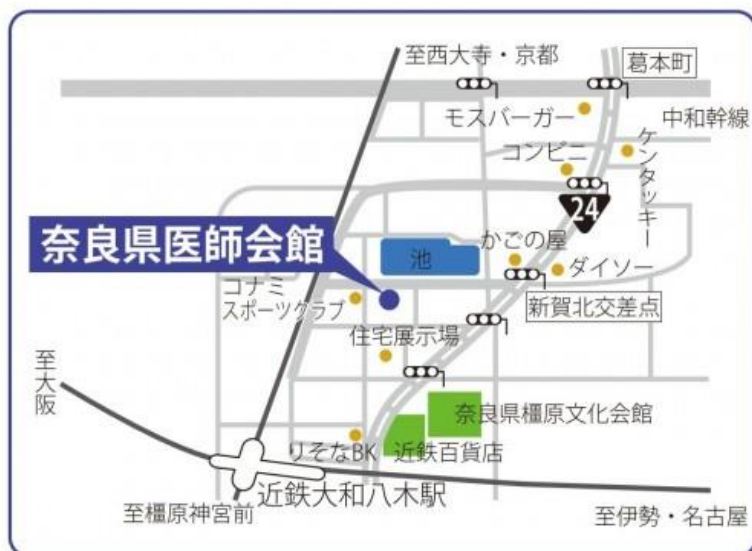 至西大寺・京都
葛本町
モスバーガー
中和幹線
コンビニ
ケンタッキー
24
奈良県医師会館
池
かごの屋
ダイソー
コナミ
スポーツクラブ
新賀北交差点
住宅展示場
至大阪
奈良県橿原文化会館
りそなBK
近鉄百貨店
近鉄大和八木駅
至橿原神宮前
至伊勢・名古屋